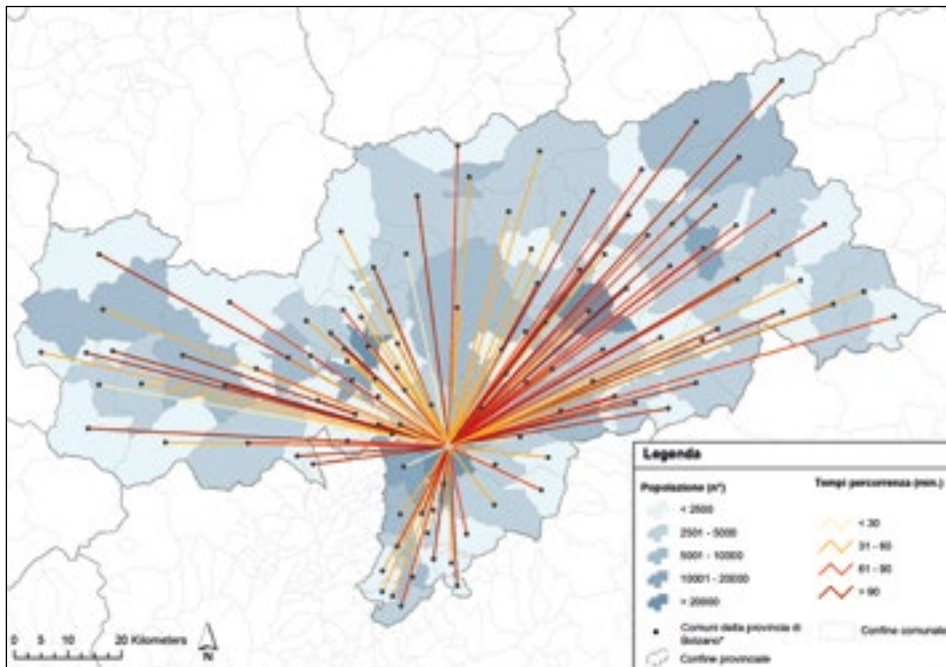 Legenda
Popolazione (n°)
< 2500
2501 - 5000
5001 - 10000
10001 - 20000
> 20000
Comuni della provincia di
Bolzano*
Confine provinciale
Tempi percorrenza (min.)
< 30
31 - 60
61 - 90
> 90
Confine comunale
0 5 10 20 Kilometers
N